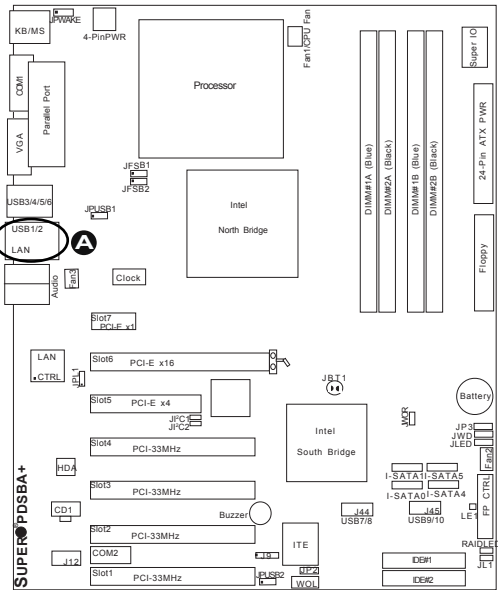 JPWAKE
KB/MS
4-PinPWR
Fan1/CPU Fan
Super IO
COM1
Parallel Port
VGA
Processor
JFSB1
JFSB2
DIMM#1A (Blue)
DIMM#2A (Black)
DIMM#1B (Blue)
DIMM#2B (Black)
24-Pin ATX PWR
USB3/4/5/6
JPUSB1
USB1/2
LAN
A
Intel
North Bridge
Floppy
Audio
Fan3
Clock
Slot7
PCI-E x1
LAN
CTRL
JPL1
Slot6
PCI-E x16
JBT1
Battery
Slot5
PCI-E x4
JI²C1
JI²C2
JWOR
JP3
JWD
JLED
Slot4
PCI-33MHz
Intel
South Bridge
Fan2
HDA
I-SATA1
I-SATA5
I-SATA0
I-SATA4
FP CTRL
Slot3
PCI-33MHz
CD1
Buzzer
J44
USB7/8
J45
USB9/10
LE1
Slot2
PCI-33MHz
ITE
RAIDLED
JL1
SUPER PDSBA+
J12
COM2
J9
JP2
IDE#1
Slot1
PCI-33MHz
JPUSB2
WOL
IDE#2